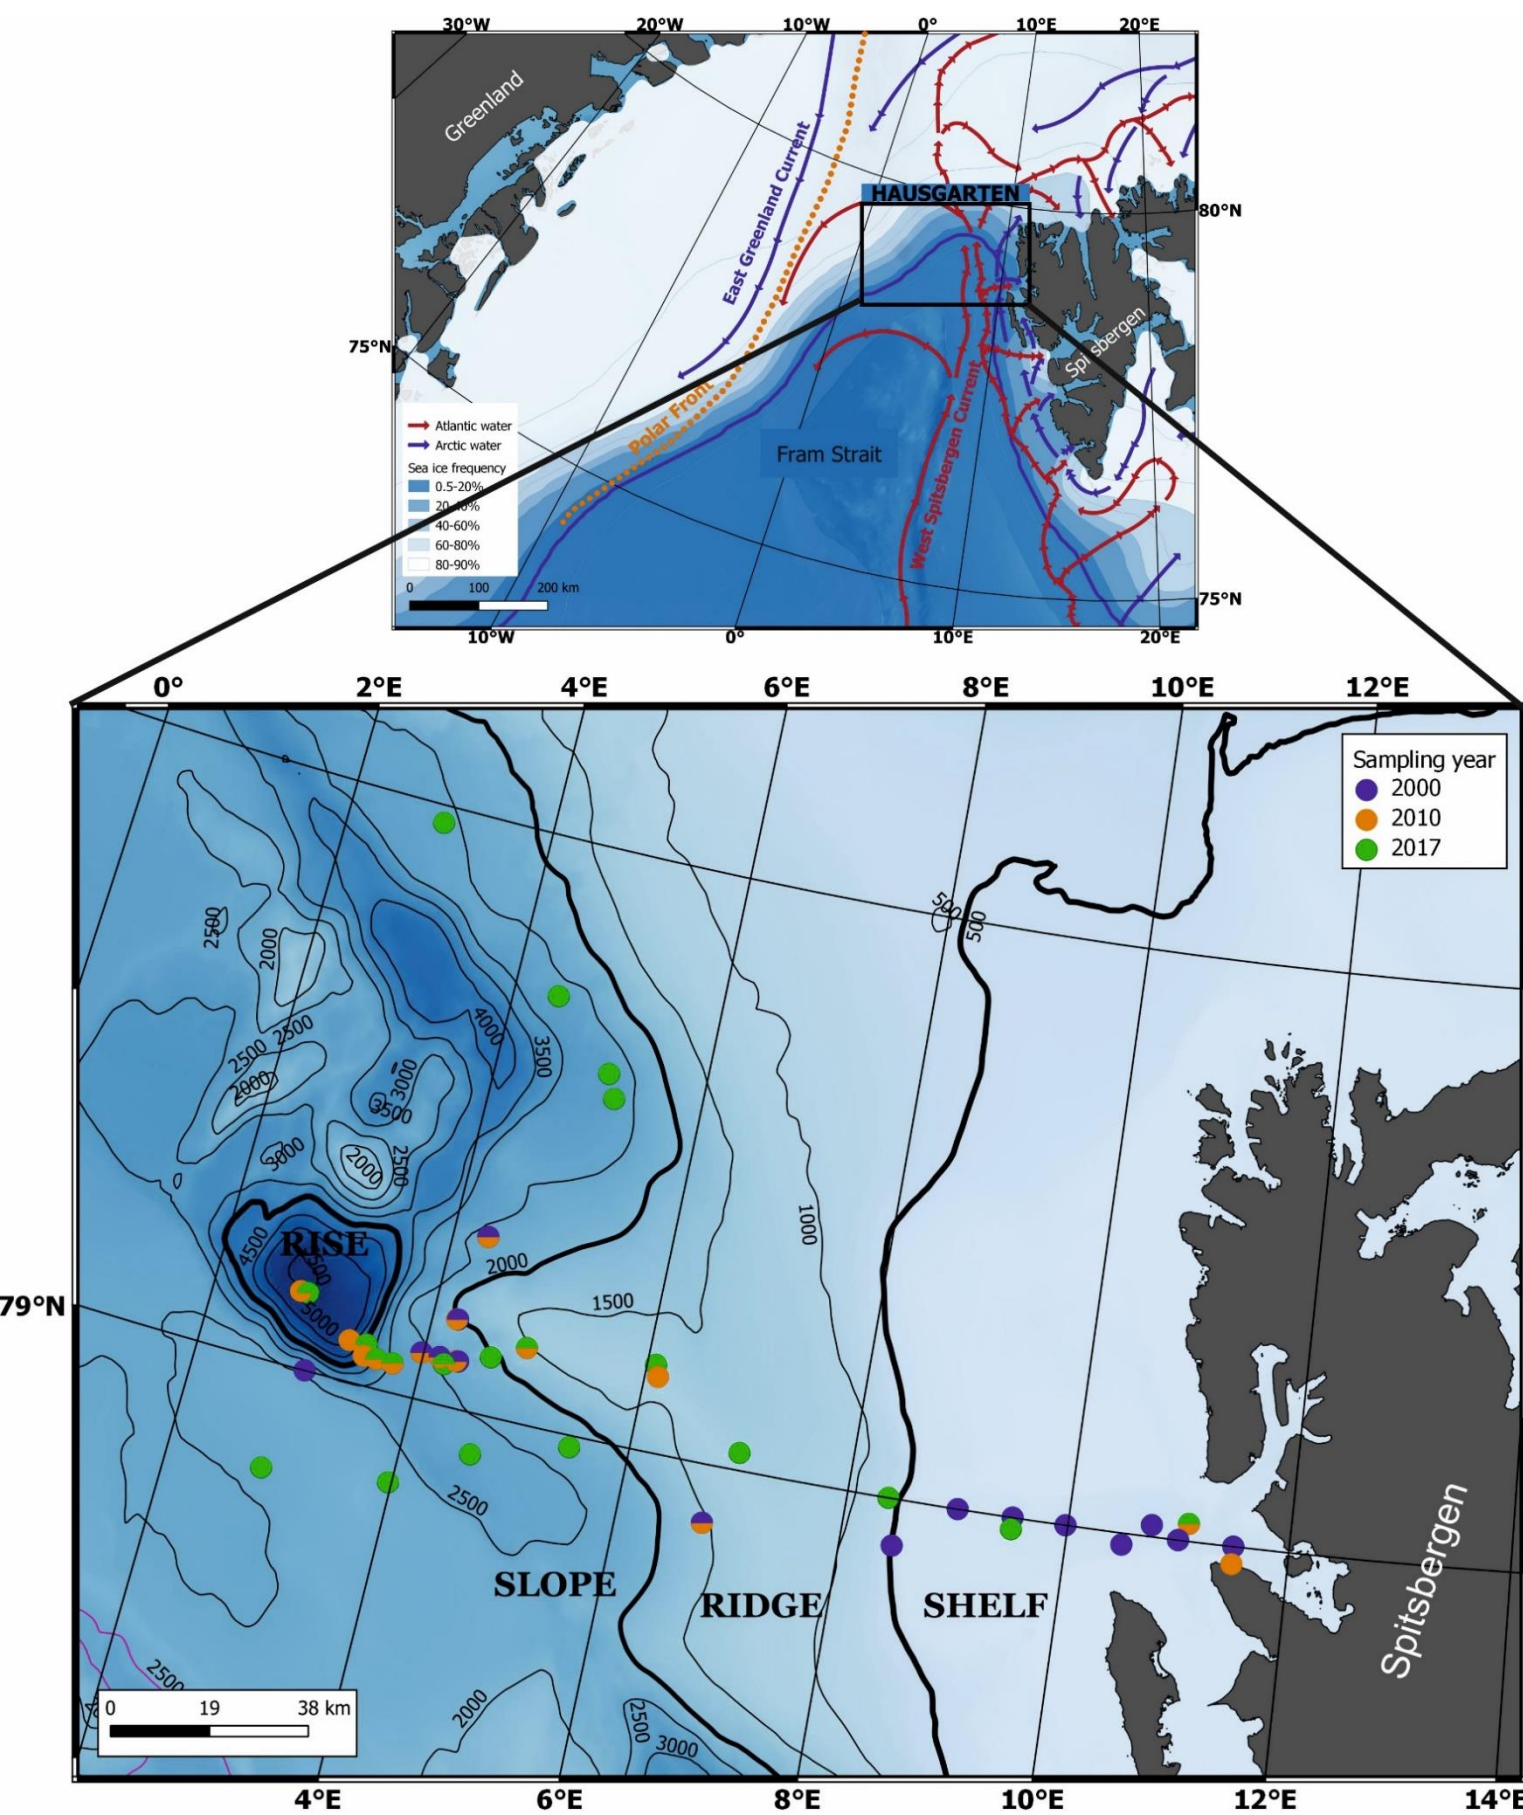 30°W 20°W 10°W 0° 10°E 20°E
Greenland
East Greenland Current
HAUSGARTEN
80°N
75°N
Spitsbergen
Polar Front
Atlantic water
Arctic water
Sea ice frequency
0.5-20%
20-40%
40-60%
60-80%
80-90%
0 100 200 km
Fram Strait
West Spitsbergen Current
75°N
10°W 0° 10°E 20°E
0° 2°E 4°E 6°E 8°E 10°E 12°E
Sampling year
2000
2010
2017
500
500
2500
2000
4000
3500
2500
2500
2000
3000
3500
3000
2000
2500
1000
4500
RISE
5000
2000
1500
79°N
2500
SLOPE
RIDGE
SHELF
Spitsbergen
2500
2000
2500
3000
0 19 38 km
4°E 6°E 8°E 10°E 12°E 14°E